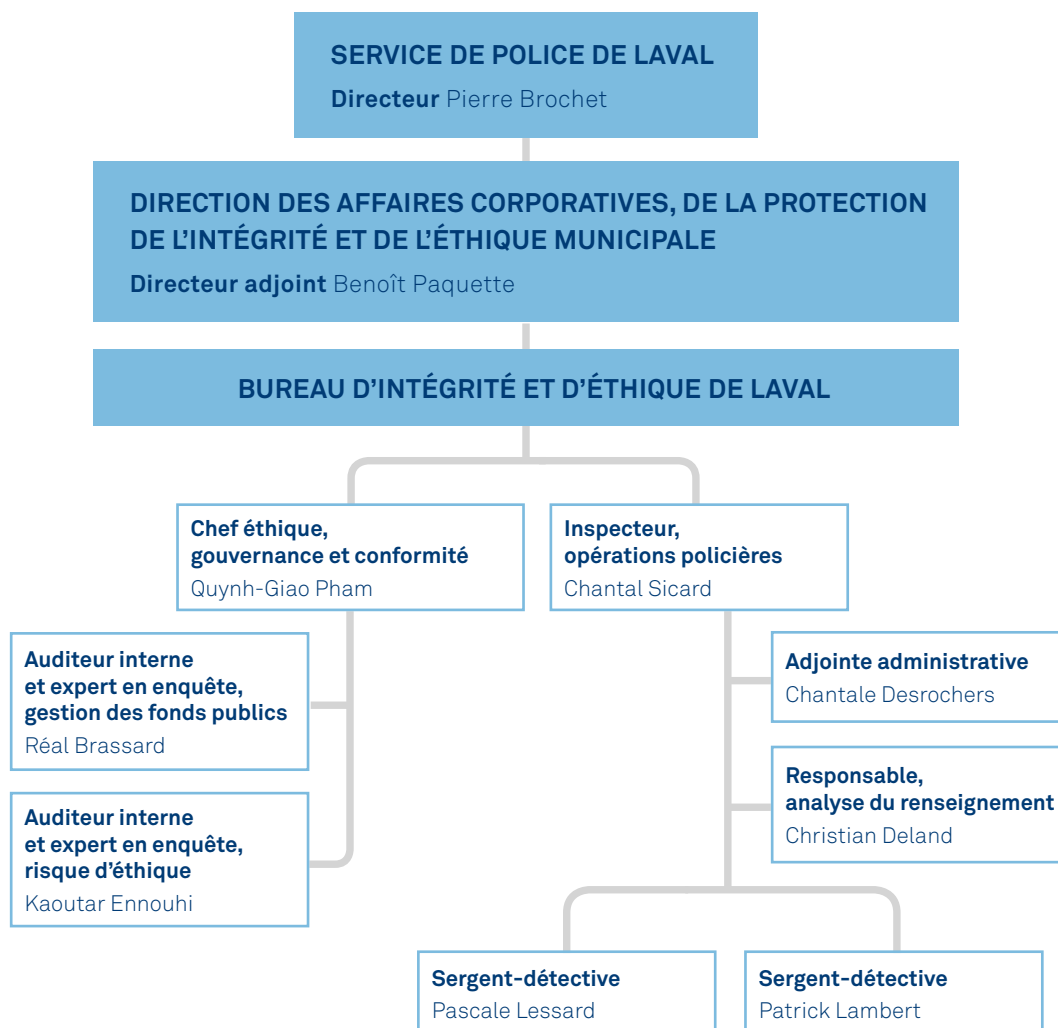 SERVICE DE POLICE DE LAVAL
Directeur Pierre Brochet
DIRECTION DES AFFAIRES CORPORATIVES, DE LA PROTECTION
DE L'INTÉGRITÉ ET DE L'ÉTHIQUE MUNICIPALE
Directeur adjoint Benoît Paquette
BUREAU D'INTÉGRITÉ ET D'ÉTHIQUE DE LAVAL
Chef éthique,
gouvernance et conformité
Quynh-Giao Pham
Inspecteur,
opérations policières
Chantal Sicard
Auditeur interne
et expert en enquête,
gestion des fonds publics
Réal Brassard
Auditeur interne
et expert en enquête,
risque d'éthique
Kaoutar Ennouhi
Adjointe administrative
Chantale Desrochers
Responsable,
analyse du renseignement
Christian Deland
Sergent-détective
Pascale Lessard
Sergent-détective
Patrick Lambert